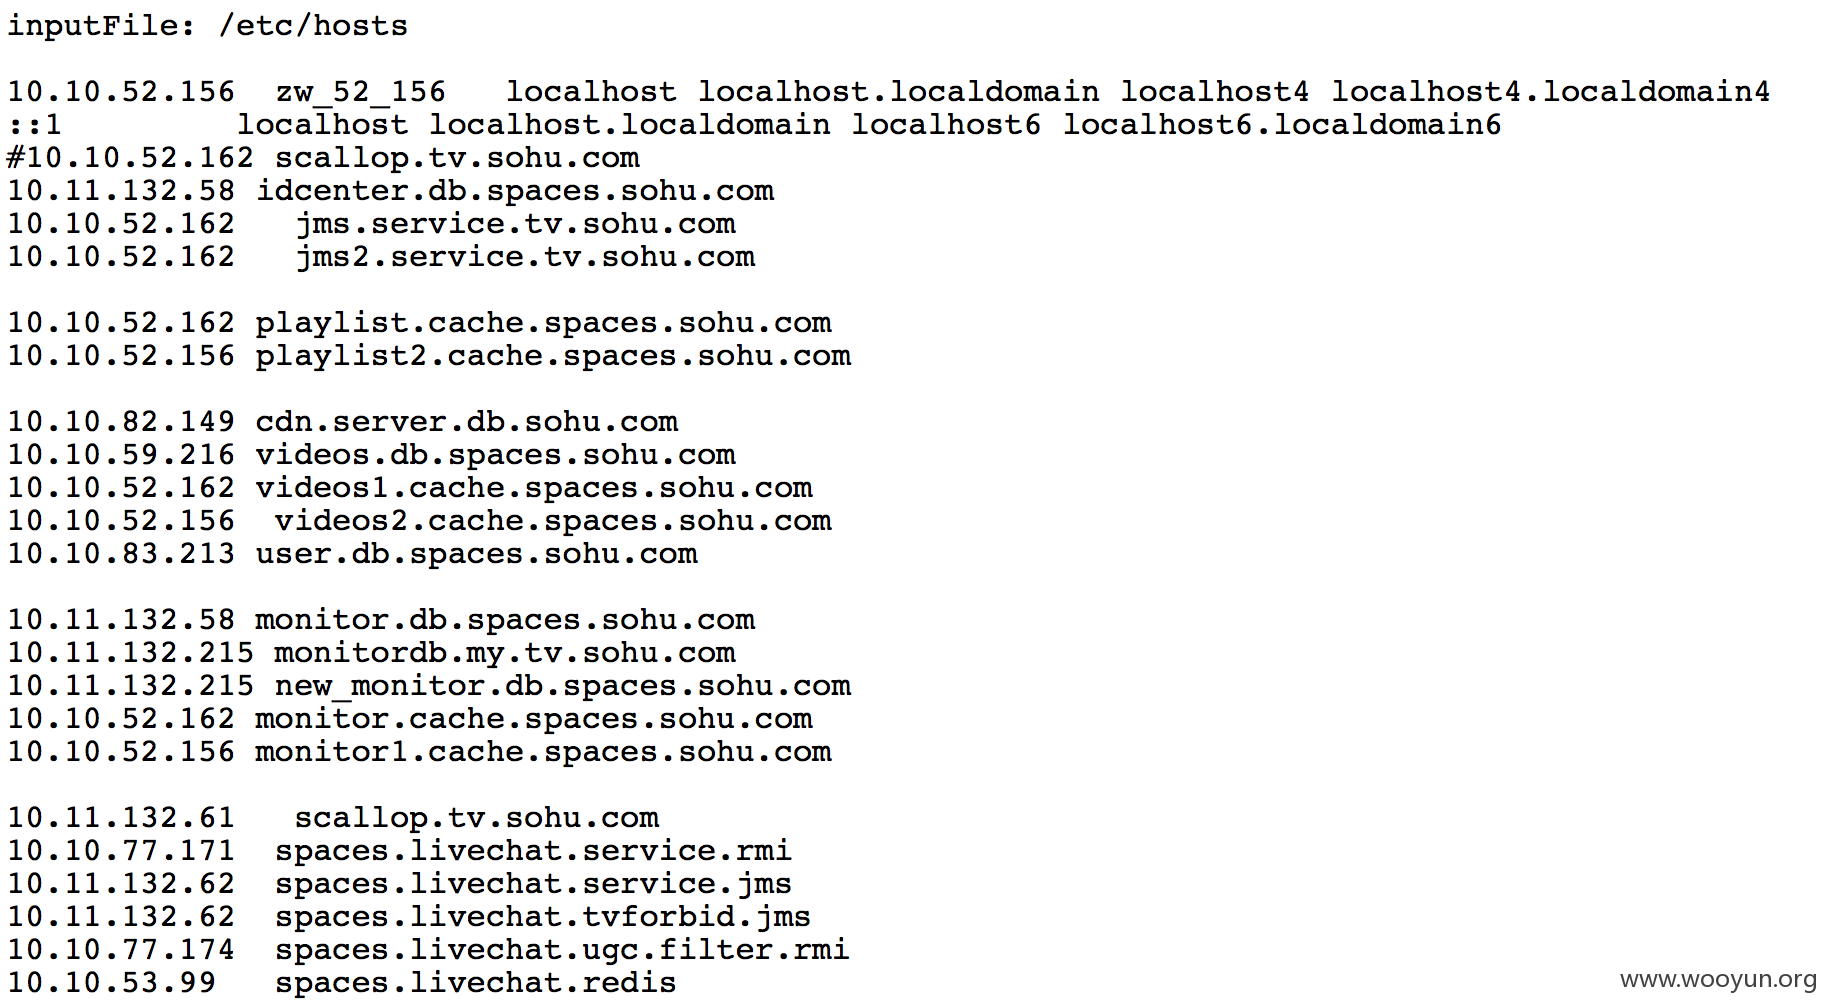 inputFile: /etc/hosts
10.10.52.156  zw_52_156   localhost localhost.localdomain localhost4 localhost4.localdomain4
::1         localhost localhost.localdomain localhost6 localhost6.localdomain6
#10.10.52.162 scallop.tv.sohu.com
10.11.132.58 idcenter.db.spaces.sohu.com
10.10.52.162   jms.service.tv.sohu.com
10.10.52.162   jms2.service.tv.sohu.com
10.10.52.162 playlist.cache.spaces.sohu.com
10.10.52.156 playlist2.cache.spaces.sohu.com
10.10.82.149 cdn.server.db.sohu.com
10.10.59.216 videos.db.spaces.sohu.com
10.10.52.162 videos1.cache.spaces.sohu.com
10.10.52.156  videos2.cache.spaces.sohu.com
10.10.83.213 user.db.spaces.sohu.com
10.11.132.58 monitor.db.spaces.sohu.com
10.11.132.215 monitordb.my.tv.sohu.com
10.11.132.215 new_monitor.db.spaces.sohu.com
10.10.52.162 monitor.cache.spaces.sohu.com
10.10.52.156 monitor1.cache.spaces.sohu.com
10.11.132.61   scallop.tv.sohu.com
10.10.77.171  spaces.livechat.service.rmi
10.11.132.62  spaces.livechat.service.jms
10.11.132.62  spaces.livechat.tvforbid.jms
10.10.77.174  spaces.livechat.ugc.filter.rmi
10.10.53.99   spaces.livechat.redis
www.wooyun.org